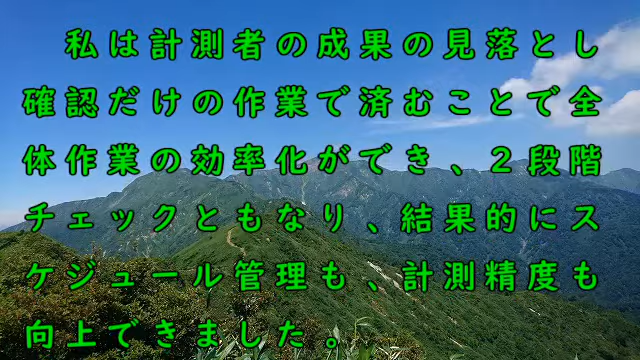 私は計測者の成果の見落とし
確認だけの作業で済むことで全
体作業の効率化ができ、２段階
チェックともなり、結果的にス
ケジュール管理も、計測精度も
向上できました。